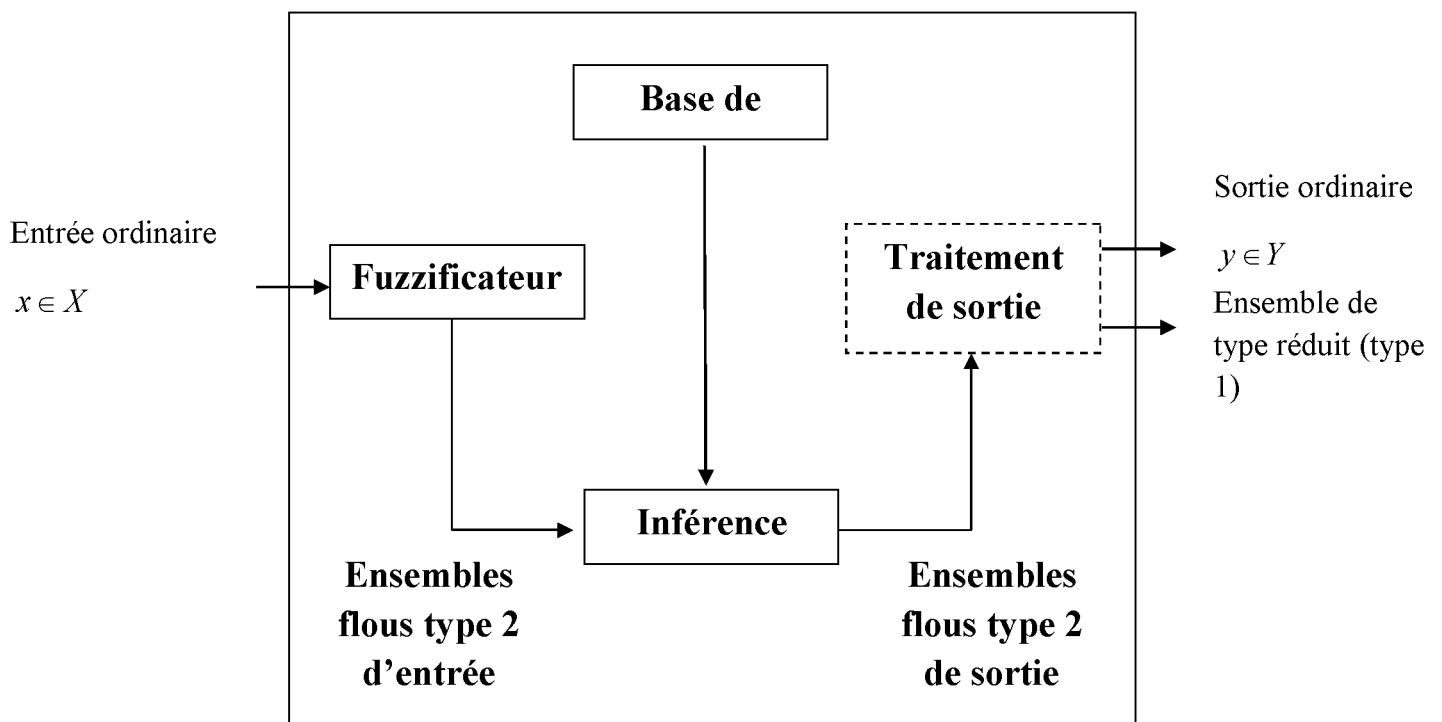 Base de
Entrée ordinaire
x ∈ X
Fuzzificateur
Traitement
de sortie
Sortie ordinaire
y ∈ Y
Ensemble de
type réduit (type
1)
Inférence
Ensembles
flous type 2
d’entrée
Ensembles
flous type 2
de sortie